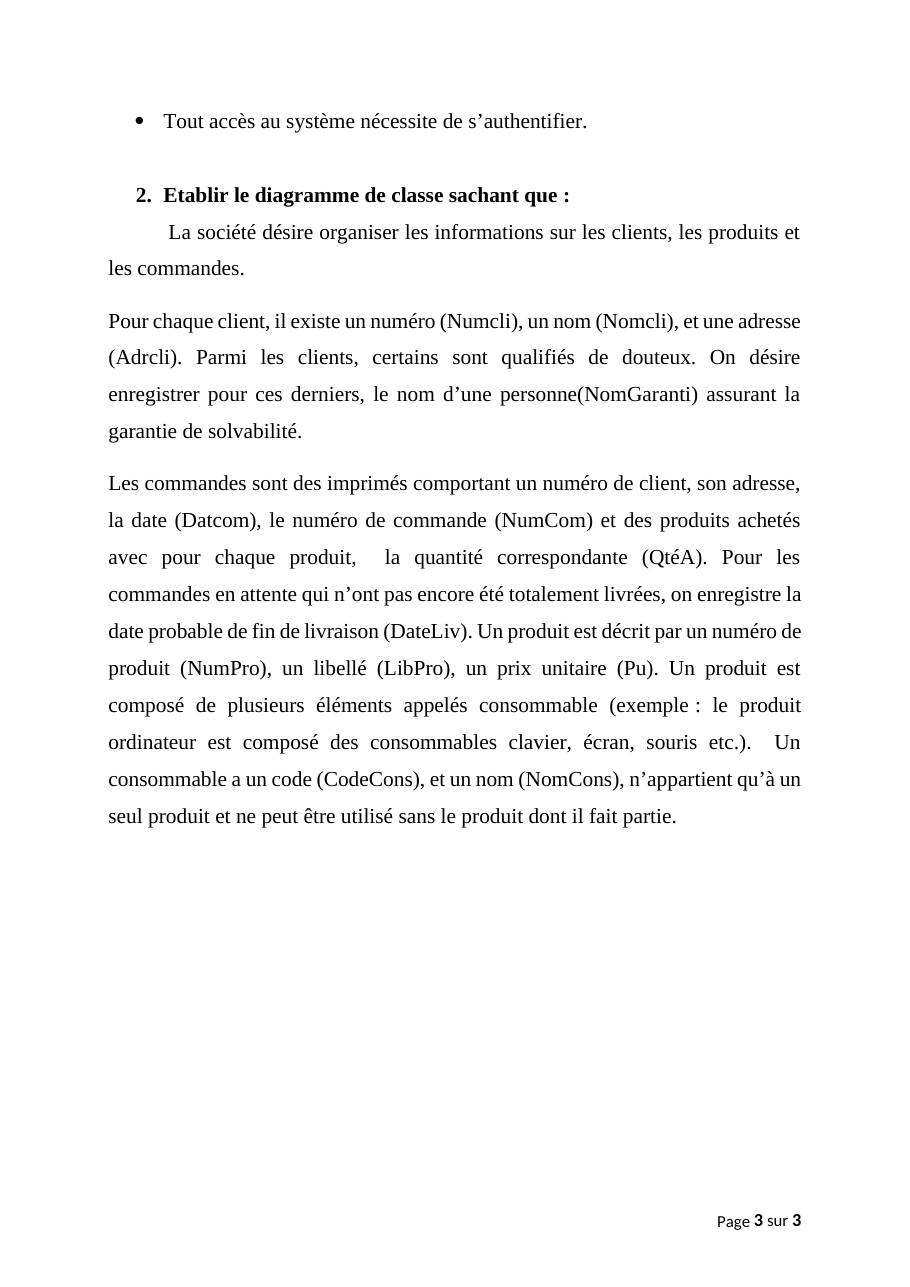 • Tout accès au système nécessite de s’authentifier.
2. Etablir le diagramme de classe sachant que :
La société désire organiser les informations sur les clients, les produits et
les commandes.
Pour chaque client, il existe un numéro (Numcli), un nom (Nomcli), et une adresse
(Adrcli). Parmi les clients, certains sont qualifiés de douteux. On désire
enregistrer pour ces derniers, le nom d’une personne(NomGaranti) assurant la
garantie de solvabilité.
Les commandes sont des imprimés comportant un numéro de client, son adresse,
la date (Datcom), le numéro de commande (NumCom) et des produits achetés
avec pour chaque produit, la quantité correspondante (QtéA). Pour les
commandes en attente qui n’ont pas encore été totalement livrées, on enregistre la
date probable de fin de livraison (DateLiv). Un produit est décrit par un numéro de
produit (NumPro), un libellé (LibPro), un prix unitaire (Pu). Un produit est
composé de plusieurs éléments appelés consommable (exemple : le produit
ordinateur est composé des consommables clavier, écran, souris etc.). Un
consommable a un code (CodeCons), et un nom (NomCons), n’appartient qu’à un
seul produit et ne peut être utilisé sans le produit dont il fait partie.
Page 3 sur 3